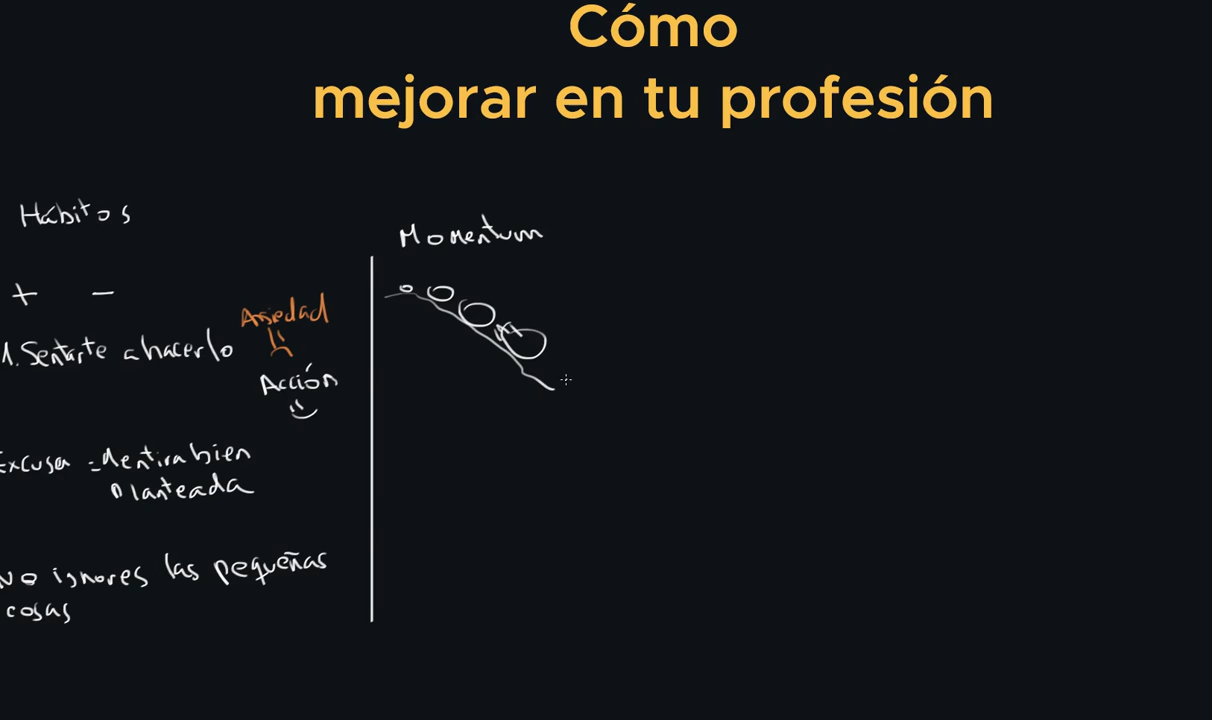 Cómo
mejorar en tu profesión
Hábitos
+ -
1. Sentarte a hacerlo
Asiedad
Acción
Excusa = Mentira bien
Planteada
No ignores las pequeñas
cosas
Momentum